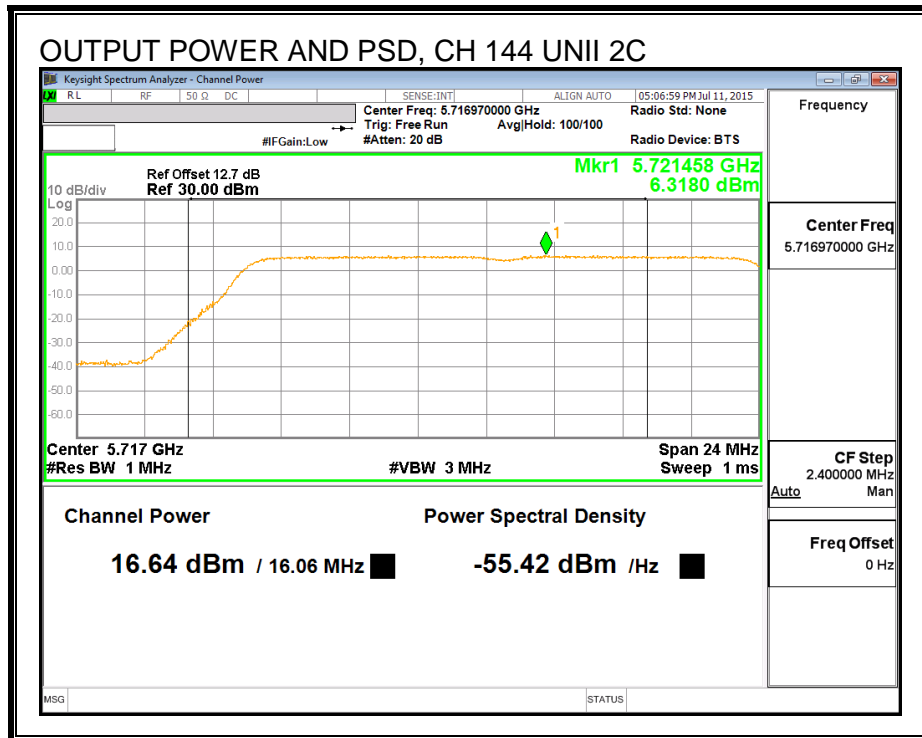 OUTPUT POWER AND PSD, CH 144 UNII 2C
Keysight Spectrum Analyzer - Channel Power
LXI RL RF 50 Ω DC SENSE:INT ALIGN AUTO 05:06:59 PM Jul 11, 2015
Center Freq: 5.716970000 GHz Radio Std: None
Trig: Free Run Avg|Hold: 100/100
#IFGain:Low #Atten: 20 dB Radio Device: BTS
Frequency
Mkr1 5.721458 GHz
6.3180 dBm
Ref Offset 12.7 dB
10 dB/div Ref 30.00 dBm
Log
20.0
10.0
0.00
-10.0
-20.0
-30.0
-40.0
-50.0
-60.0
1
Center 5.717 GHz Span 24 MHz
#Res BW 1 MHz #VBW 3 MHz Sweep 1 ms
Center Freq
5.716970000 GHz
CF Step
2.400000 MHz
Auto Man
Freq Offset
0 Hz
Channel Power Power Spectral Density
16.64 dBm / 16.06 MHz -55.42 dBm /Hz
MSG STATUS